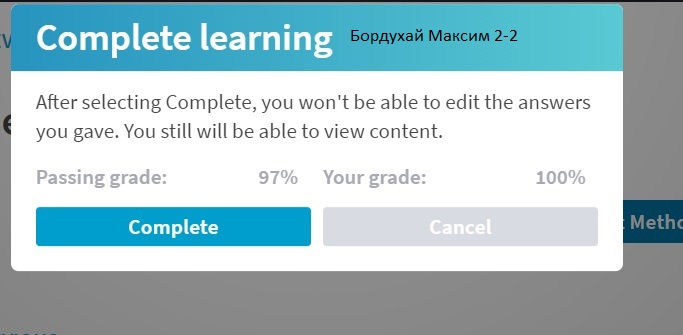 Complete learning Бордухай Максим 2-2
After selecting Complete, you won't be able to edit the answers
you gave. You still will be able to view content.
Passing grade: 97% Your grade: 100%
Complete Cancel